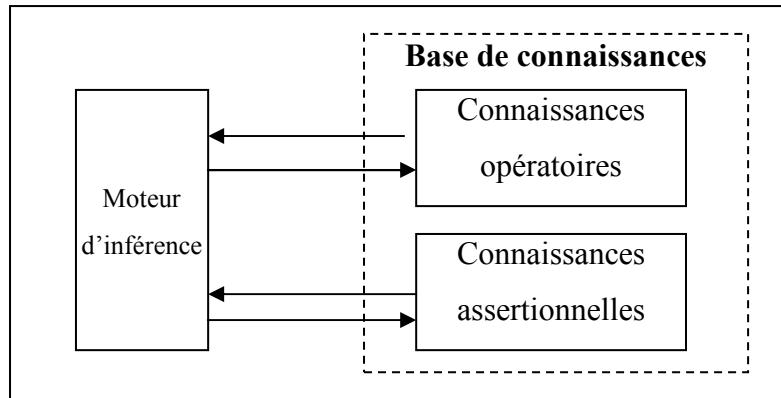 Base de connaissances
Connaissances
opératoires
Moteur
d’inférence
Connaissances
assertionnelles